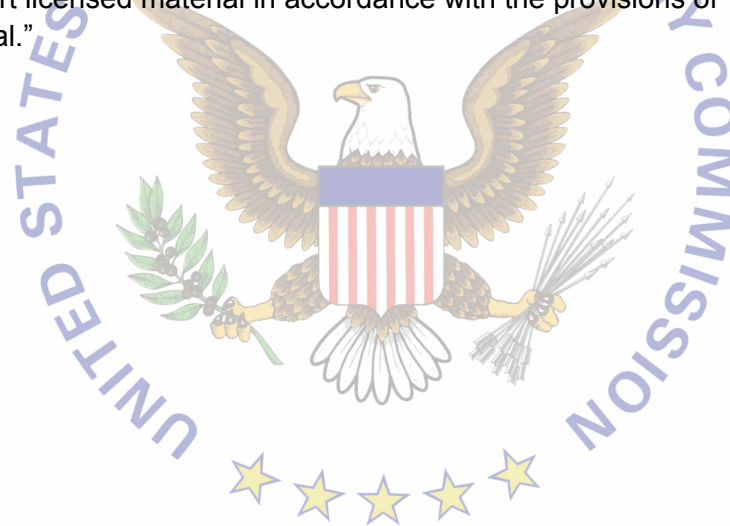 rt licensed material in accordance with the provisions of
al.”
UNITED STATES
Y COMMISSION